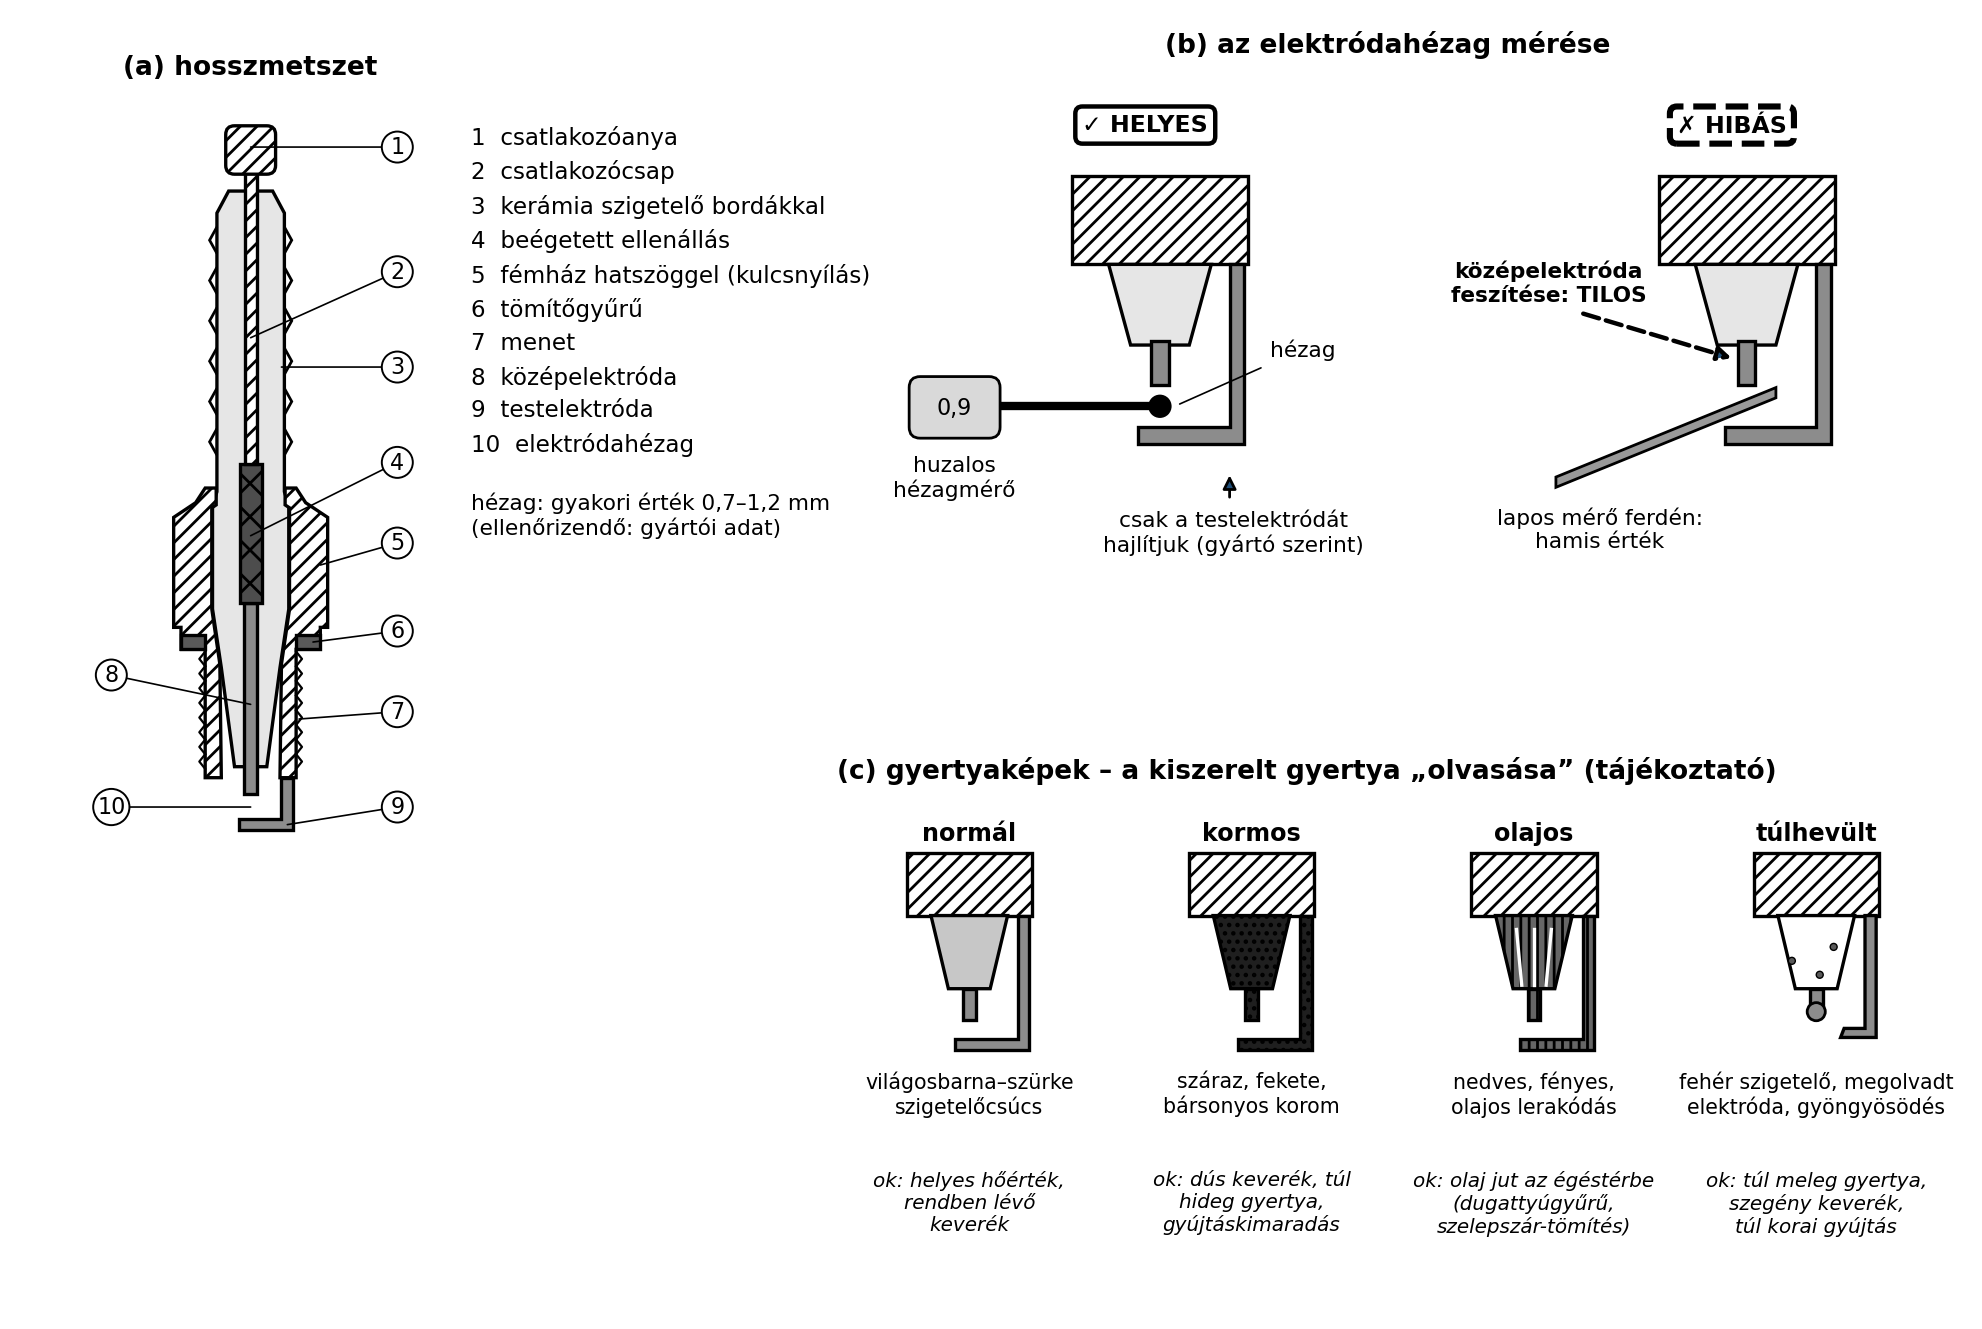 (a) hosszmetszet
1
2
3
4
5
6
7
8
9
10
1 csatlakozóanya
2 csatlakozócsap
3 kerámia szigetelő bordákkal
4 beégetett ellenállás
5 fémház hatszöggel (kulcsnyílás)
6 tömítőgyűrű
7 menet
8 középelektróda
9 testelektróda
10 elektródahézag
hézag: gyakori érték 0,7–1,2 mm
(ellenőrizendő: gyártói adat)
(b) az elektródahézag mérése
✓ HELYES
hézag
0,9
huzalos
hézagmérő
csak a testelektródát
hajlítjuk (gyártó szerint)
✗ HIBÁS
középelektróda
feszítése: TILOS
lapos mérő ferdén:
hamis érték
(c) gyertyaképek – a kiszerelt gyertya „olvasása” (tájékoztató)
normál
világosbarna–szürke
szigetelőcsúcs
ok: helyes hőérték,
rendben lévő
keverék
kormos
száraz, fekete,
bársonyos korom
ok: dús keverék, túl
hideg gyertya,
gyújtáskimaradás
olajos
nedves, fényes,
olajos lerakódás
ok: olaj jut az égéstérbe
(dugattyúgyűrű,
szelepszár-tömítés)
túlhevült
fehér szigetelő, megolvadt
elektróda, gyöngyösödés
ok: túl meleg gyertya,
szegény keverék,
túl korai gyújtás